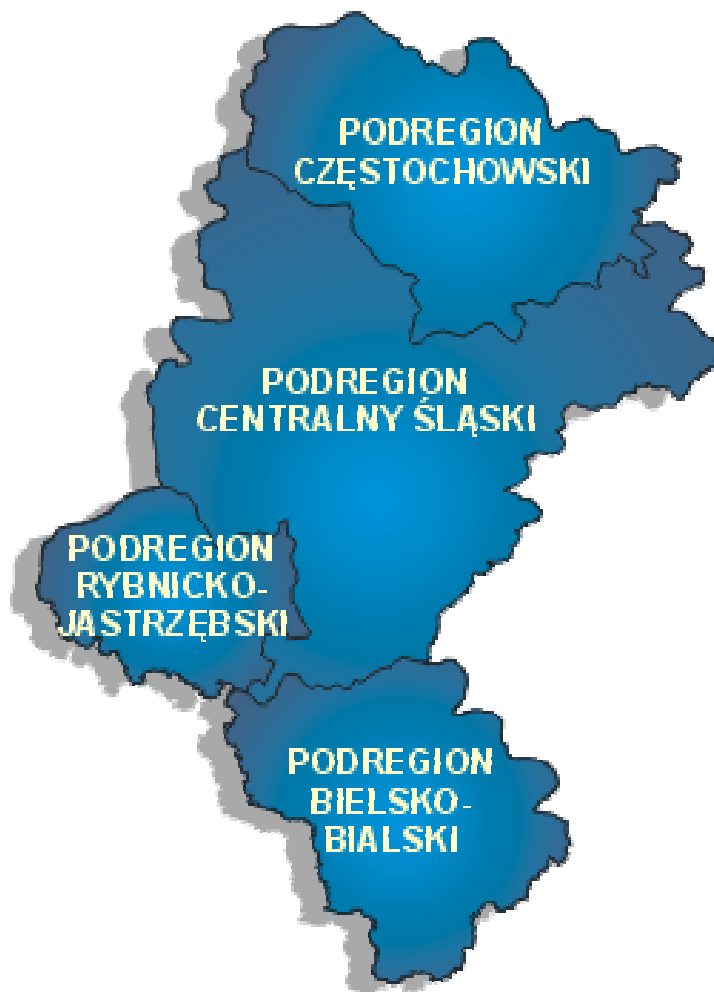 PODREGION
CZĘSTOCHOWSKI
PODREGION
CENTRALNY ŚLĄSKI
PODREGION
RYBNICKO-
JASTRZĘBSKI
PODREGION
BIELSKO-
BIALSKI